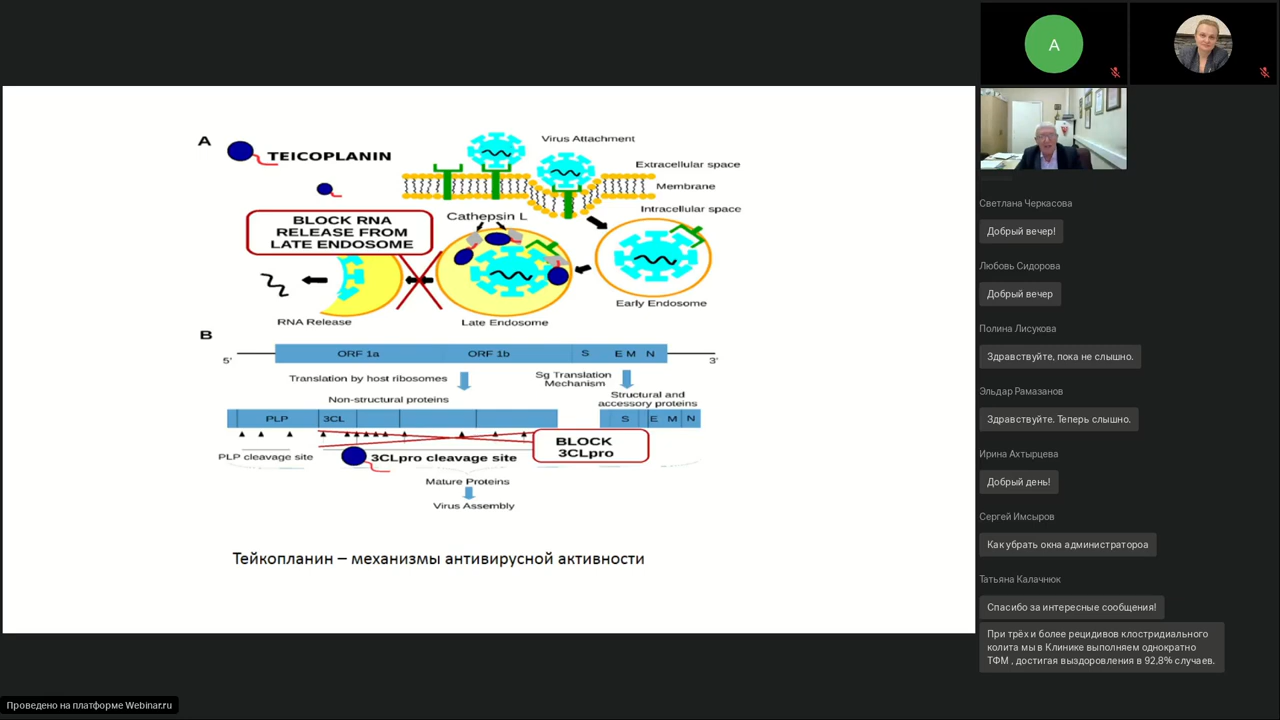 A
TEICOPLANIN
Virus Attachment
Extracellular space
Membrane
Intracellular space
BLOCK RNA
RELEASE FROM
LATE ENDOSOME
Cathepsin L
RNA Release
Late Endosome
Early Endosome
B
5'
ORF 1a
ORF 1b
S
E M N
3'
Translation by host ribosomes
Sg Translation
Mechanism
Non-structural proteins
Structural and
accessory proteins
PLP
3CL
S
E
M
N
PLP cleavage site
3CLpro cleavage site
BLOCK
3CLpro
Mature Proteins
Virus Assembly
Тейкопланин – механизмы антивирусной активности
Проведено на платформе Webinar.ru
A
Светлана Черкасова
Добрый вечер!
Любовь Сидорова
Добрый вечер
Полина Лисукова
Здравствуйте, пока не слышно.
Эльдар Рамазанов
Здравствуйте. Теперь слышно.
Ирина Ахтырцева
Добрый день!
Сергей Имсыров
Как убрать окна администратороа
Татьяна Калачнюк
Спасибо за интересные сообщения!
При трёх и более рецидивов клостридиального
колита мы в Клинике выполняем однократно
ТФМ , достигая выздоровления в 92,8% случаев.